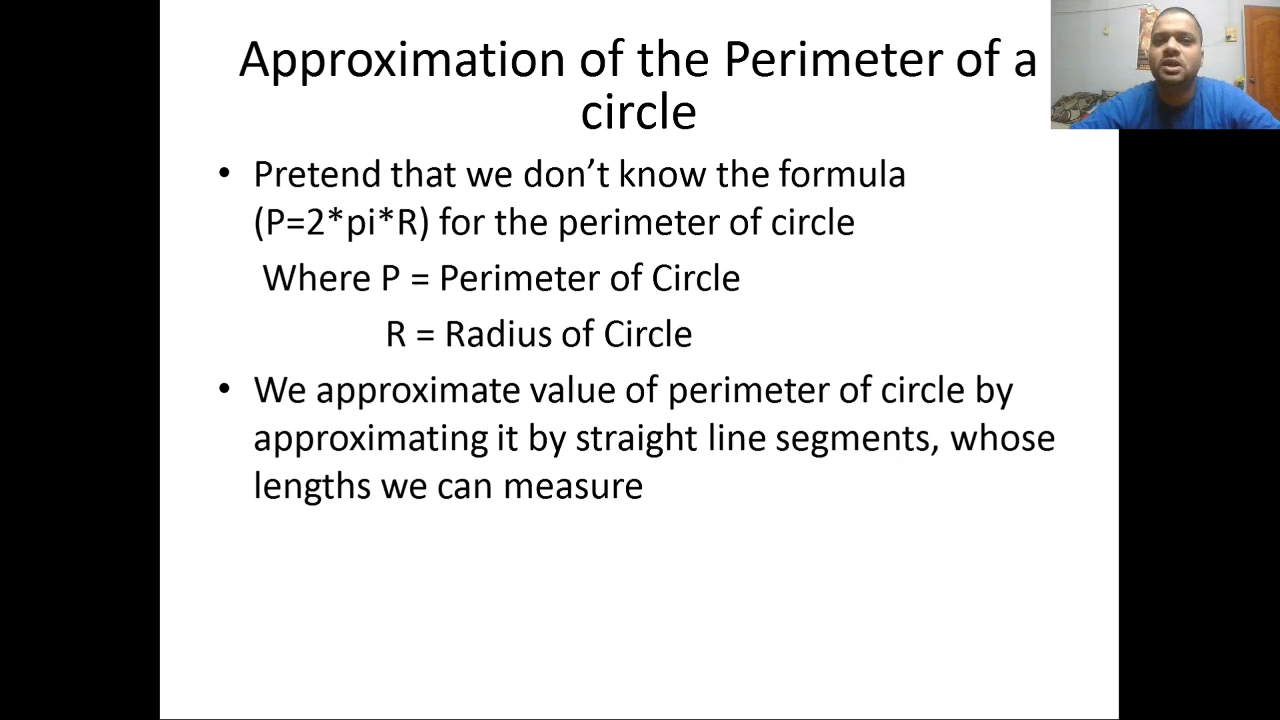 Approximation of the Perimeter of a
circle
• Pretend that we don’t know the formula
(P=2*pi*R) for the perimeter of circle
Where P = Perimeter of Circle
R = Radius of Circle
• We approximate value of perimeter of circle by
approximating it by straight line segments, whose
lengths we can measure